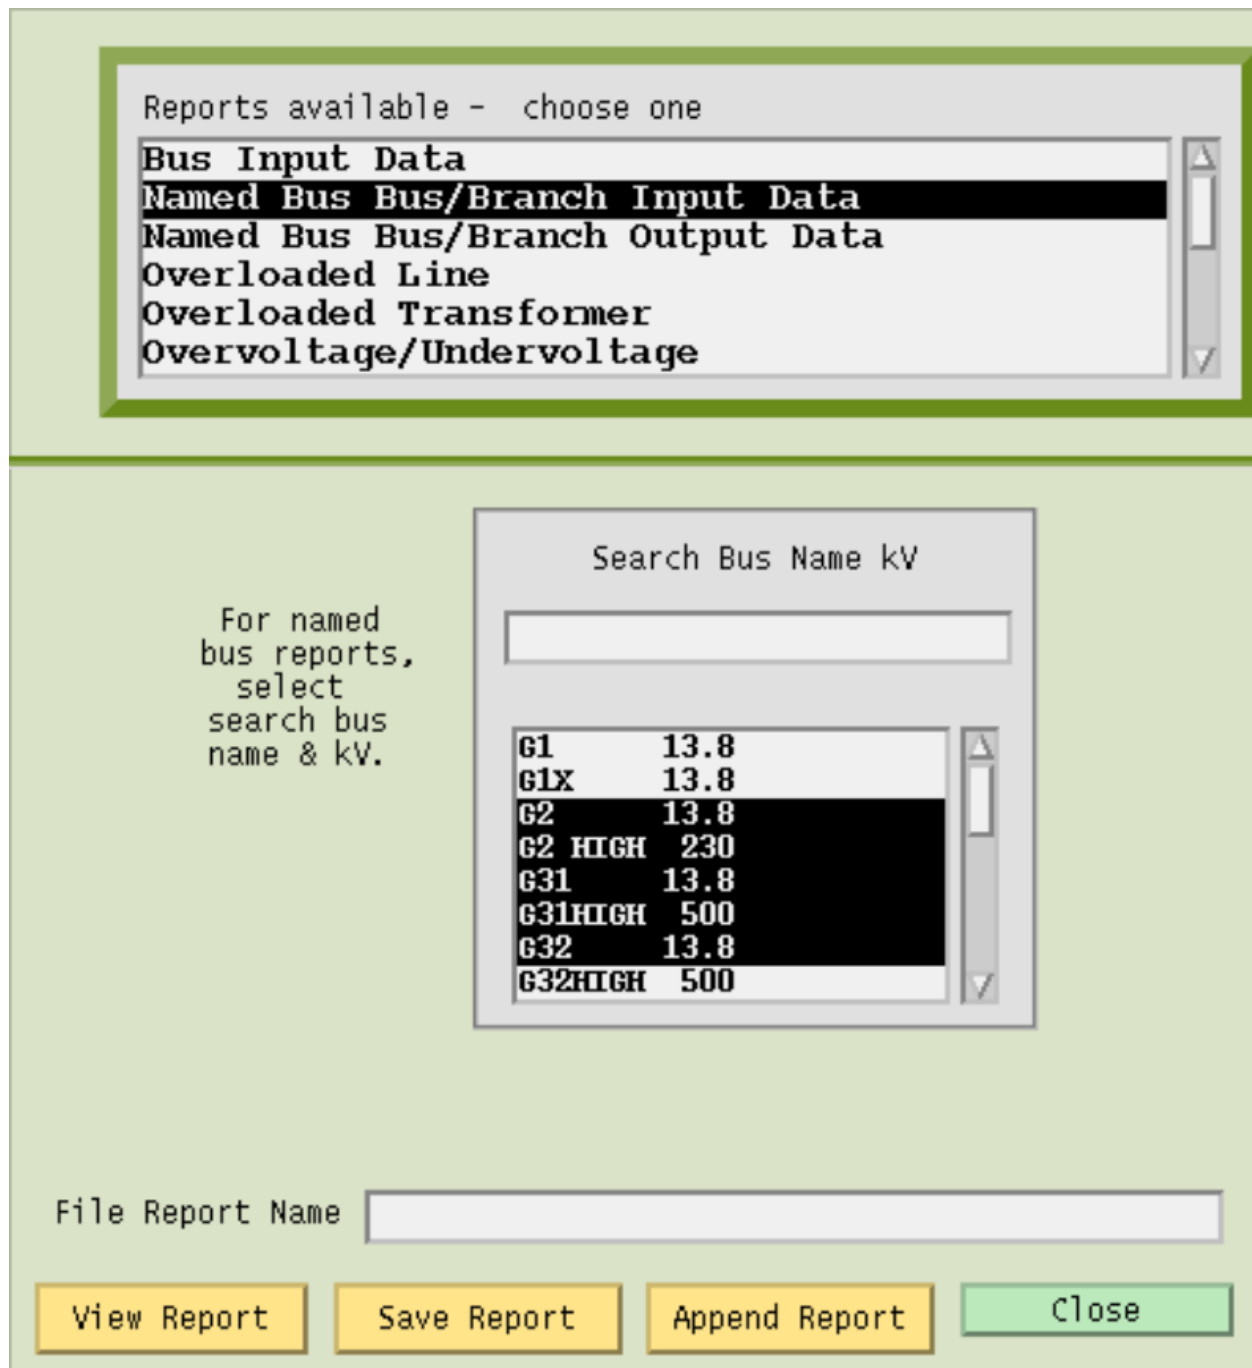 Reports available -  choose one
Bus Input Data
Named Bus Bus/Branch Input Data
Named Bus Bus/Branch Output Data
Overloaded Line
Overloaded Transformer
Overvoltage/Undervoltage
Search Bus Name kV
For named
bus reports,
select
search bus
name & kV.
G1 13.8
G1X 13.8
G2 13.8
G2 HIGH 230
G31 13.8
G31HIGH 500
G32 13.8
G32HIGH 500
File Report Name
View Report
Save Report
Append Report
Close